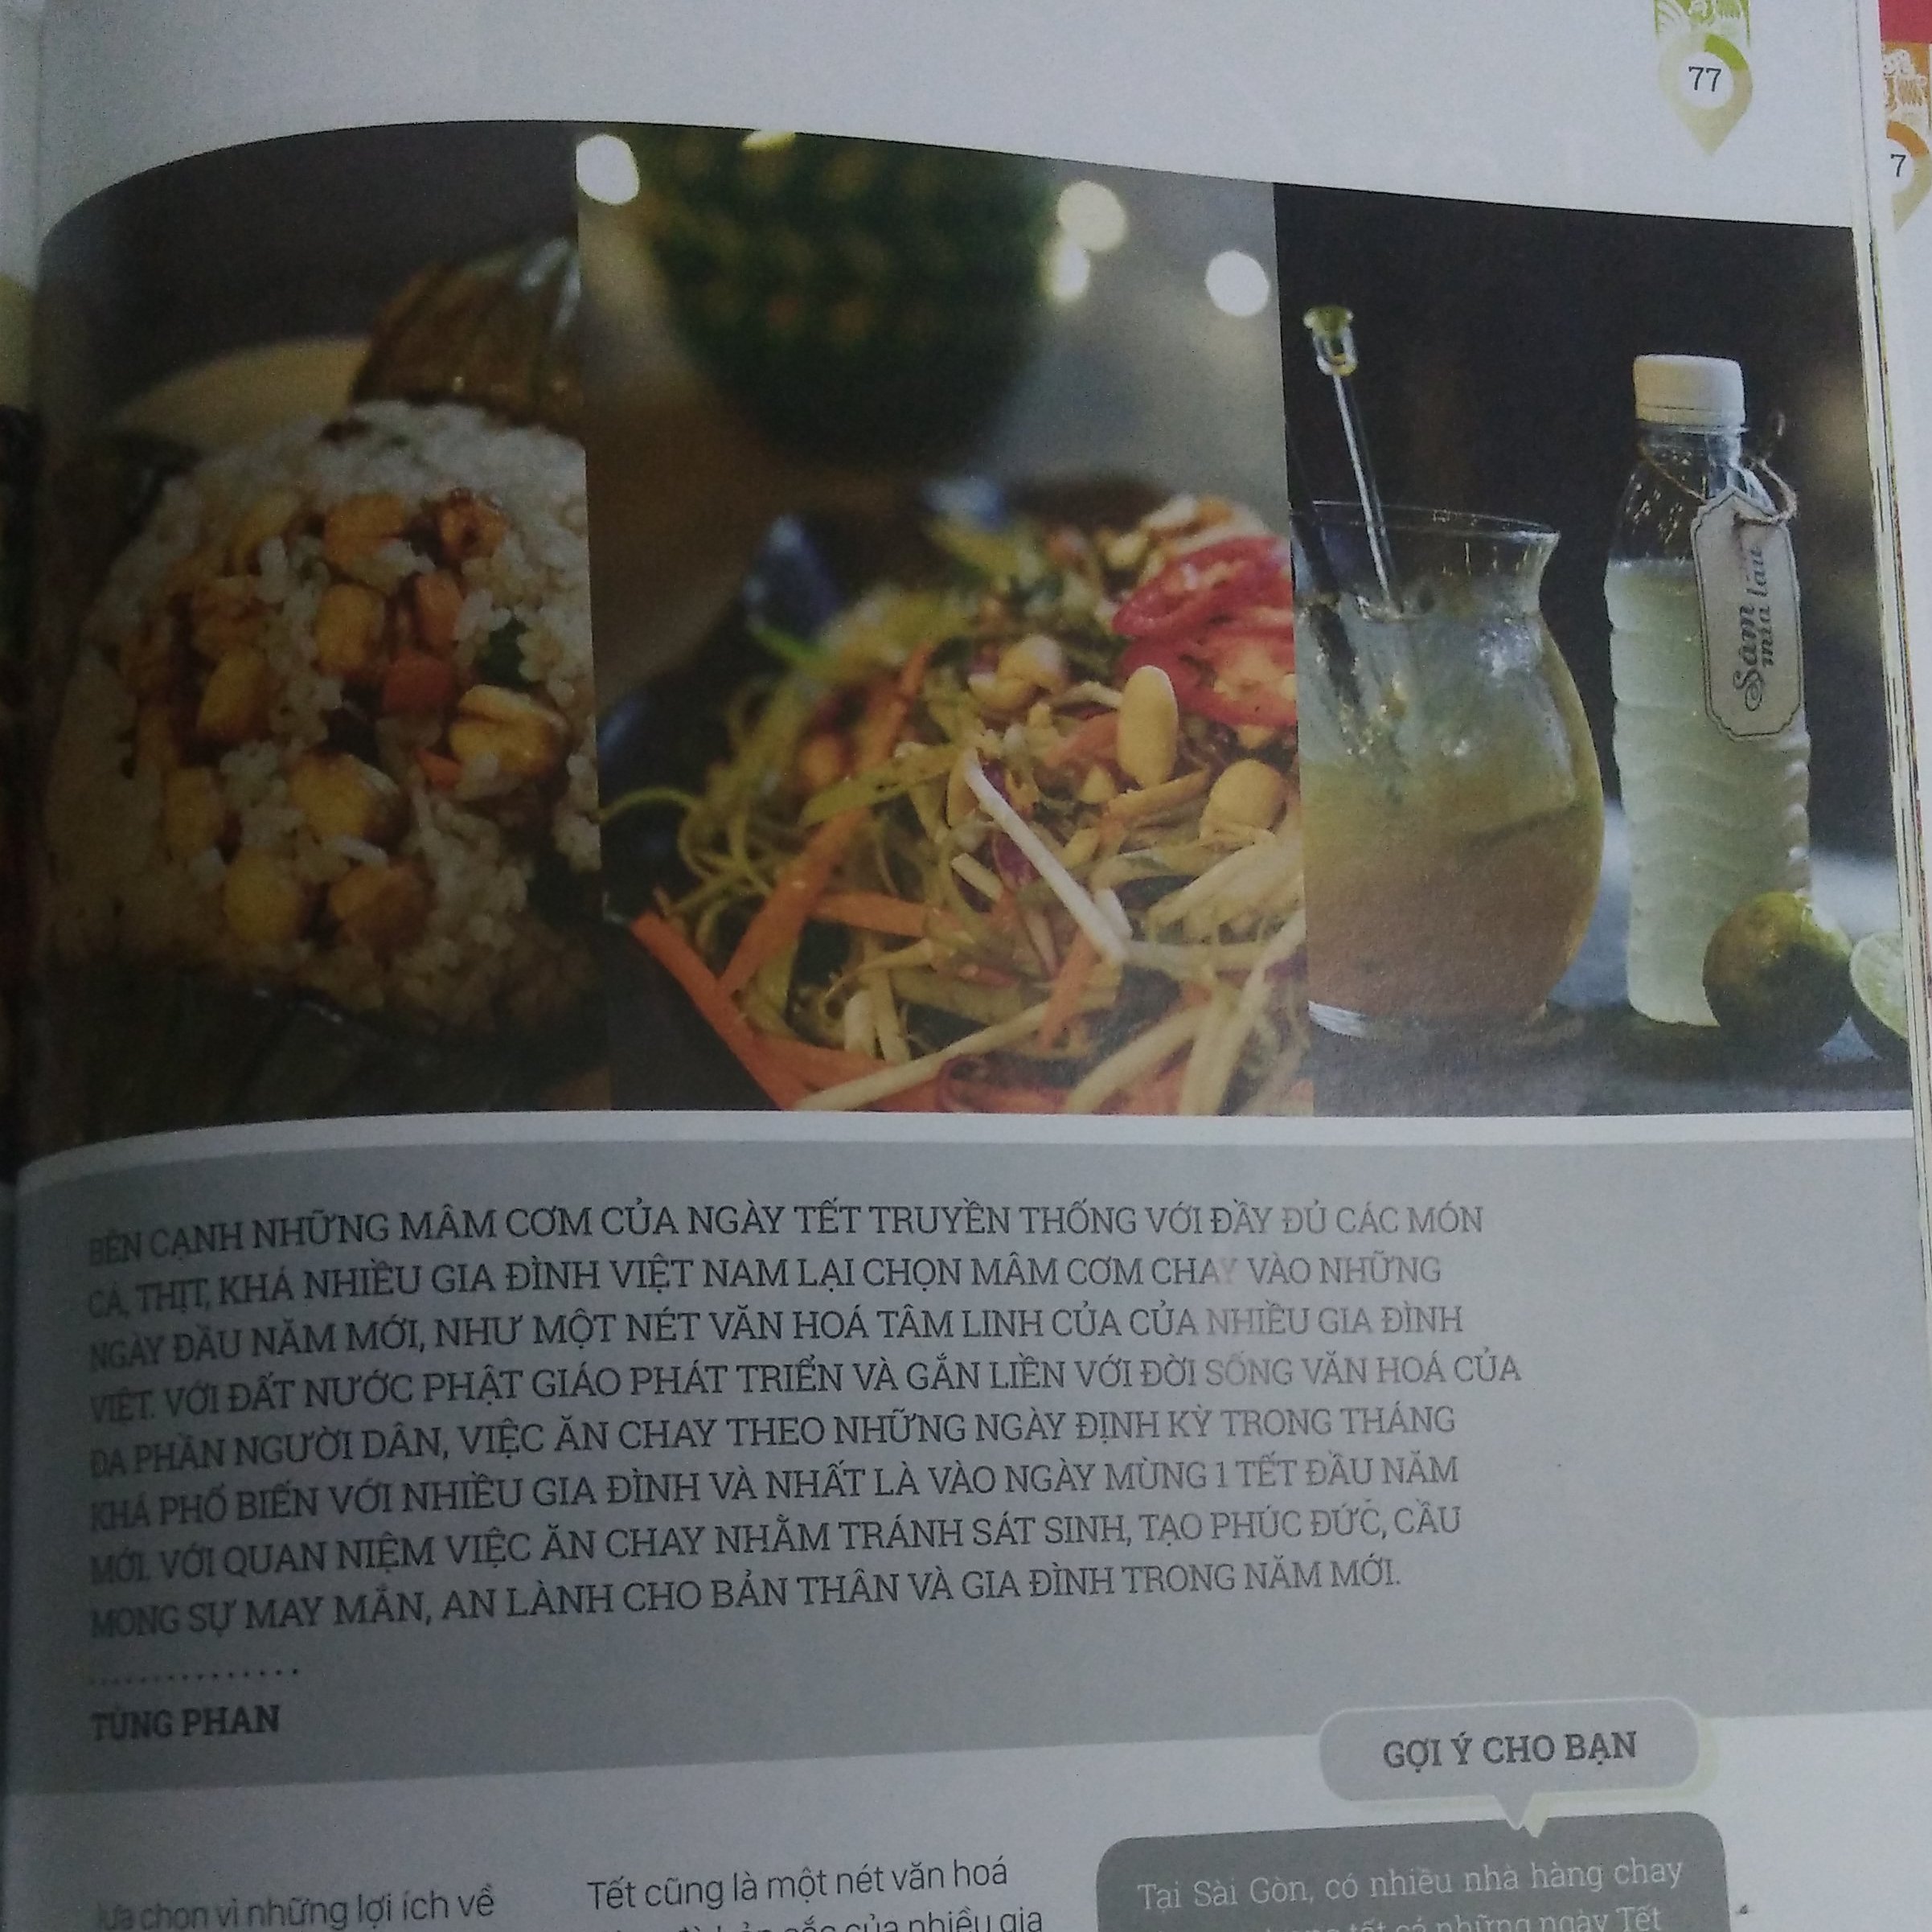 77
7
Sâm
mía lau
BÊN CẠNH NHỮNG MÂM CƠM CỦA NGÀY TẾT TRUYỀN THỐNG VỚI ĐẦY ĐỦ CÁC MÓN
CÁ, THỊT, KHÁ NHIỀU GIA ĐÌNH VIỆT NAM LẠI CHỌN MÂM CƠM CHAY VÀO NHỮNG
NGÀY ĐẦU NĂM MỚI, NHƯ MỘT NÉT VĂN HOÁ TÂM LINH CỦA CỦA NHIỀU GIA ĐÌNH
VIỆT. VỚI ĐẤT NƯỚC PHẬT GIÁO PHÁT TRIỂN VÀ GẮN LIỀN VỚI ĐỜI SỐNG VĂN HOÁ CỦA
ĐA PHẦN NGƯỜI DÂN, VIỆC ĂN CHAY THEO NHỮNG NGÀY ĐỊNH KỲ TRONG THÁNG
KHÁ PHỔ BIẾN VỚI NHIỀU GIA ĐÌNH VÀ NHẤT LÀ VÀO NGÀY MÙNG 1 TẾT ĐẦU NĂM
MỚI. VỚI QUAN NIỆM VIỆC ĂN CHAY NHẰM TRÁNH SÁT SINH, TẠO PHÚC ĐỨC, CẦU
MONG SỰ MAY MẮN, AN LÀNH CHO BẢN THÂN VÀ GIA ĐÌNH TRONG NĂM MỚI.
...............
TÙNG PHAN
GỢI Ý CHO BẠN
lựa chọn vì những lợi ích về
Tết cũng là một nét văn hoá
sắc của nhiều gia
Tại Sài Gòn, có nhiều nhà hàng chay
tết có những ngày Tết